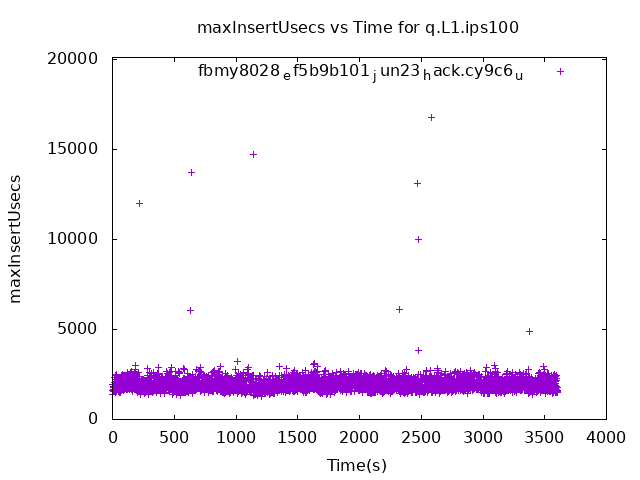 maxInsertUsecs vs Time for q.L1.ips100
20000
fbmy8028ₑf5b9b101ⱼun23ₕack.cy9c6ᵤ
15000
maxInsertUsecs
10000
5000
0
0 500 1000 1500 2000 2500 3000 3500 4000
Time(s)